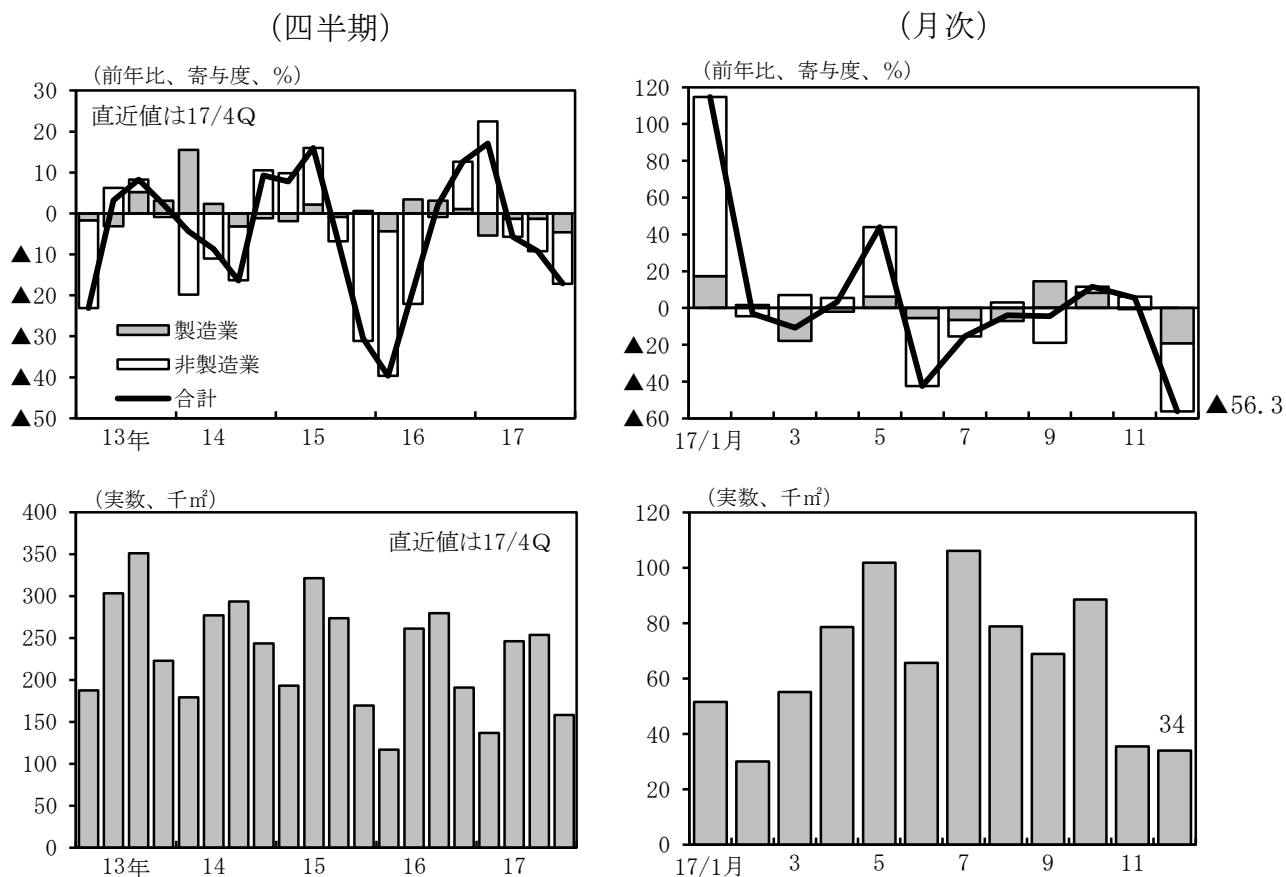 (四半期)
(前年比、寄与度、%)
30
直近値は17/4Q
20
10
0
▲10
▲20
▲30
▲40
▲50
製造業
非製造業
合計
13年 14 15 16 17
(月次)
(前年比、寄与度、%)
120
100
80
60
40
20
0
▲20
▲40
▲60
▲56.3
17/1月 3 5 7 9 11
(実数、千㎡)
400
直近値は17/4Q
350
300
250
200
150
100
50
0
13年 14 15 16 17
(実数、千㎡)
120
100
80
60
40
34
20
0
17/1月 3 5 7 9 11